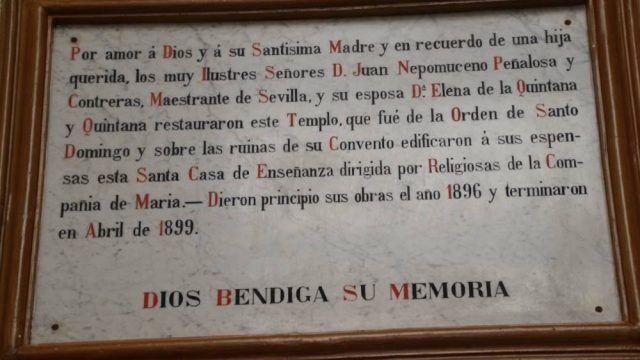 Por amor á Dios y á su Santisima Madre y en recuerdo de una hija
querida, los muy Ilustres Señores D. Juan Nepomuceno Peñalosa y
Contreras, Maestrante de Sevilla, y su esposa Dª Elena de la Quintana
y Quintana restauraron este Templo, que fué de la Orden de Santo
Domingo y sobre las ruinas de su Convento edificaron á sus espen-
sas esta Santa Casa de Enseñanza dirigida por Religiosas de la Com-
pañia de Maria.— Dieron principio sus obras el año 1896 y terminaron
en Abril de 1899.
DIOS BENDIGA SU MEMORIA